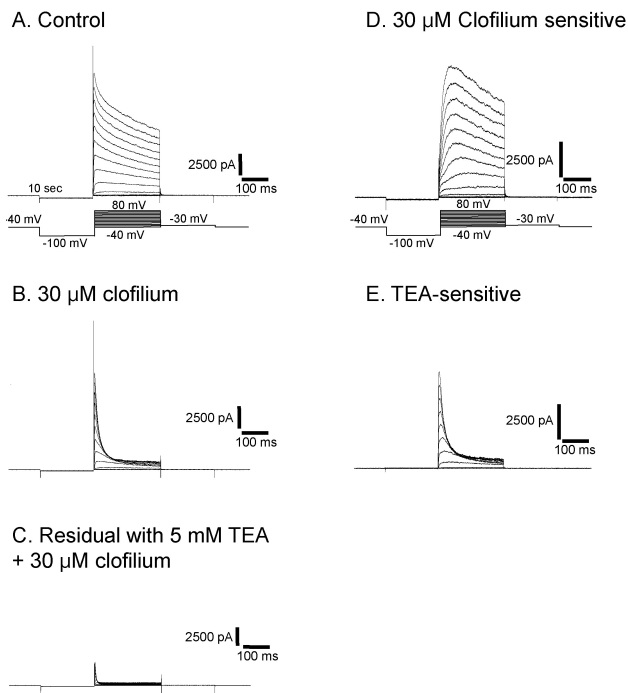 A. Control
2500 pA
100 ms
10 sec
80 mV
-40 mV
-30 mV
-100 mV
-40 mV
D. 30 µM Clofilium sensitive
2500 pA
100 ms
80 mV
-40 mV
-30 mV
-100 mV
-40 mV
B. 30 µM clofilium
2500 pA
100 ms
E. TEA-sensitive
2500 pA
100 ms
C. Residual with 5 mM TEA
+ 30 µM clofilium
2500 pA
100 ms